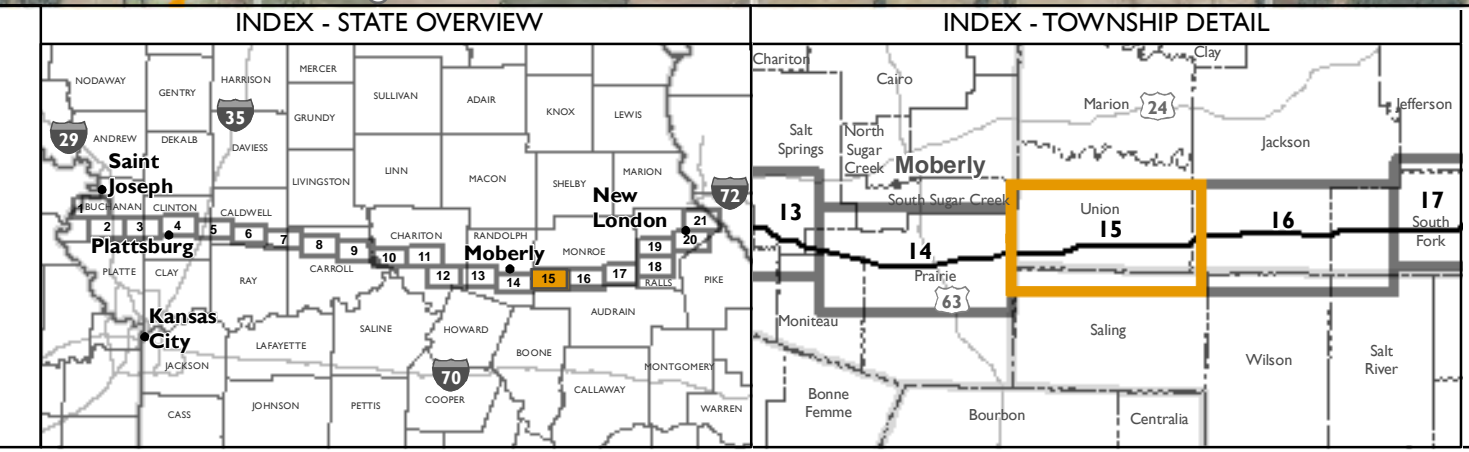 INDEX - STATE OVERVIEW
NODAWAY
GENTRY
HARRISON
MERCER
SULLIVAN
ADAIR
KNOX
LEWIS
35
GRUNDY
29
ANDREW
DEKALB
DAVIESS
Saint
Joseph
LIVINGSTON
LINN
MACON
SHELBY
MARION
72
New
London
1
BUCHANAN
CLINTON
CALDWELL
2
3
4
5
6
7
8
9
10
11
12
13
14
15
16
17
18
19
20
21
Plattsburg
CHARITON
RANDOLPH
Moberly
MONROE
PLATTE
CLAY
RAY
CARROLL
RALLS
PIKE
AUDRAIN
Kansas
City
SALINE
HOWARD
BOONE
LAFAYETTE
JACKSON
70
MONTGOMERY
CALLAWAY
COOPER
CASS
JOHNSON
PETTIS
WARREN
INDEX - TOWNSHIP DETAIL
Chariton
Cairo
Clay
Marion
24
Jefferson
Salt
Springs
North
Sugar
Creek
Jackson
Moberly
South Sugar Creek
13
14
Union
15
16
17
South
Fork
Prairie
63
Moniteau
Saling
Wilson
Salt
River
Bonne
Femme
Bourbon
Centralia